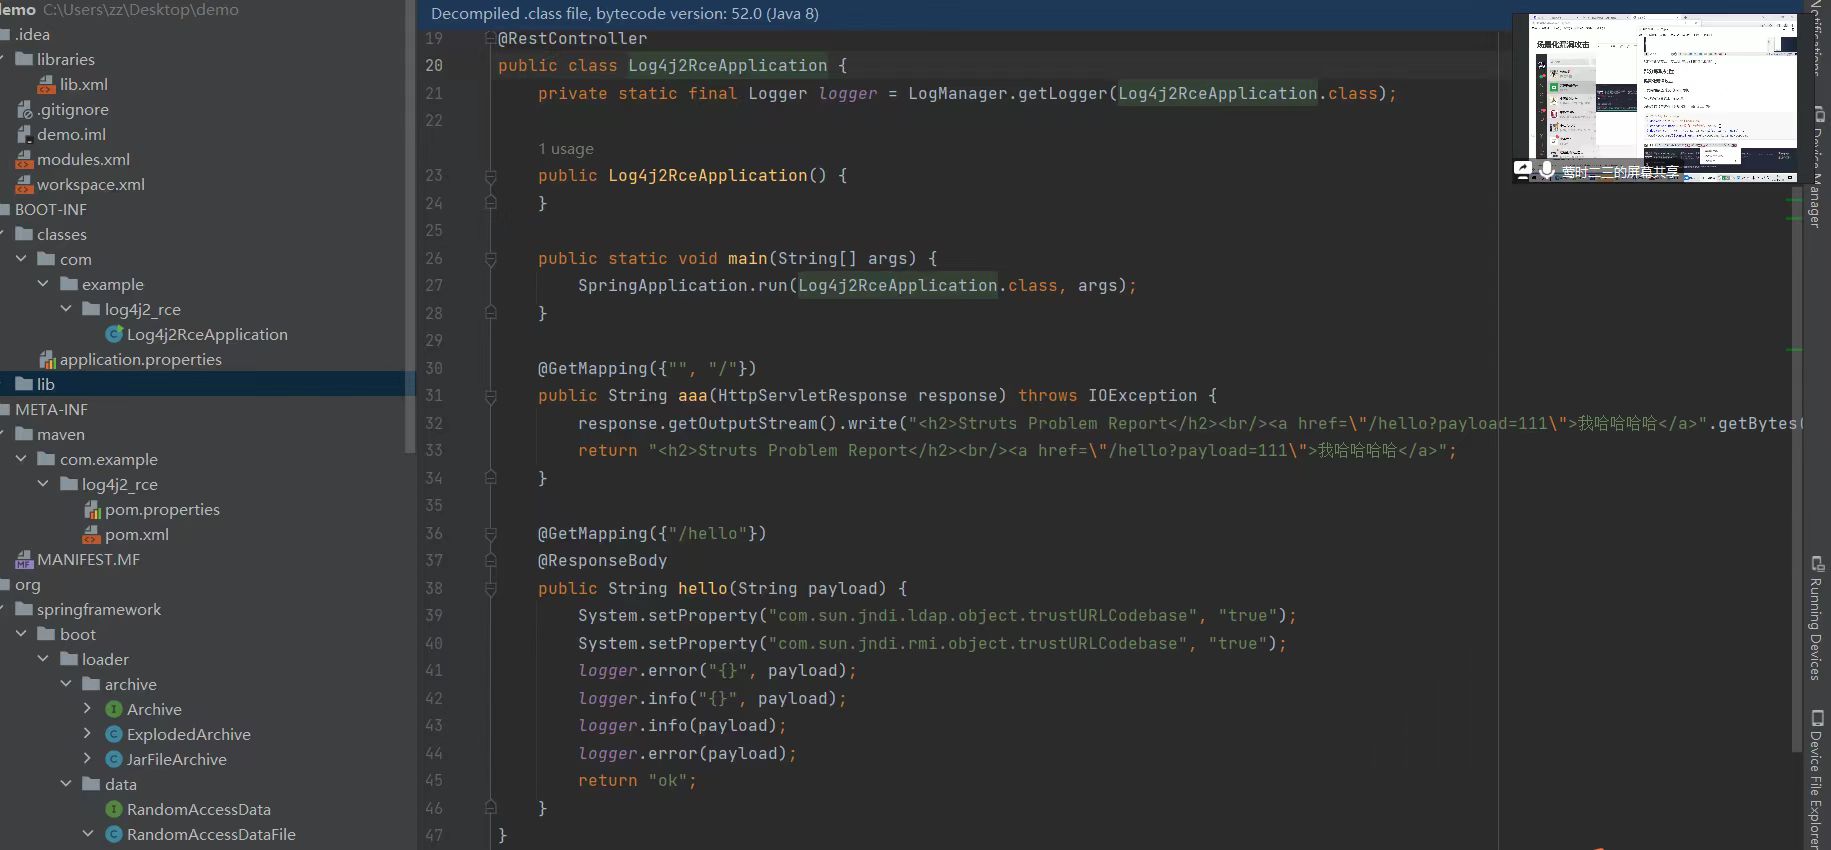 demo C:\Users\zz\Desktop\demo
.idea
libraries
lib.xml
.gitignore
demo.iml
modules.xml
workspace.xml
BOOT-INF
classes
com
example
log4j2_rce
Log4j2RceApplication
application.properties
lib
META-INF
maven
com.example
log4j2_rce
pom.properties
pom.xml
MANIFEST.MF
org
springframework
boot
loader
archive
Archive
ExplodedArchive
JarFileArchive
data
RandomAccessData
RandomAccessDataFile
Decompiled .class file, bytecode version: 52.0 (Java 8)
19 @RestController
20 public class Log4j2RceApplication {
21 private static final Logger logger = LogManager.getLogger(Log4j2RceApplication.class);
22
1 usage
23 public Log4j2RceApplication() {
24 }
25
26 public static void main(String[] args) {
27 SpringApplication.run(Log4j2RceApplication.class, args);
28 }
29
30 @GetMapping({"", "/"})
31 public String aaa(HttpServletResponse response) throws IOException {
32 response.getOutputStream().write("<h2>Struts Problem Report</h2><br/><a href=\"/hello?payload=111\">我哈哈哈哈</a>".getBytes(
33 return "<h2>Struts Problem Report</h2><br/><a href=\"/hello?payload=111\">我哈哈哈哈</a>";
34 }
35
36 @GetMapping({"/hello"})
37 @ResponseBody
38 public String hello(String payload) {
39 System.setProperty("com.sun.jndi.ldap.object.trustURLCodebase", "true");
40 System.setProperty("com.sun.jndi.rmi.object.trustURLCodebase", "true");
41 logger.error("{}", payload);
42 logger.info("{}", payload);
43 logger.info(payload);
44 logger.error(payload);
45 return "ok";
46 }
47 }
场景化漏洞攻击
莺时二三的屏幕共享
Notifications
Device Manager
Running Devices
Device File Explorer